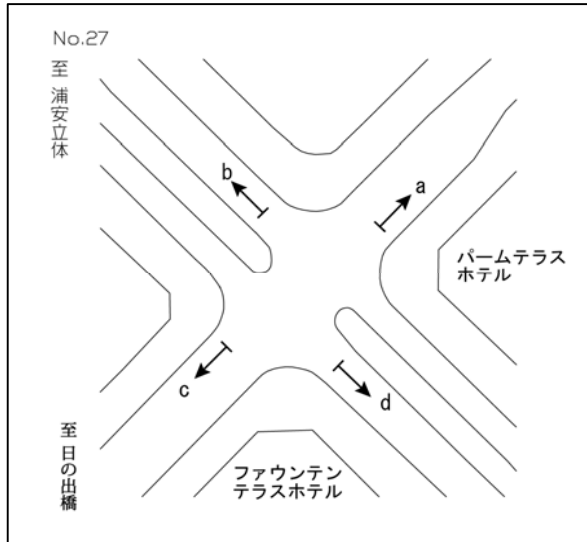 No.27
至 浦安立体
b
a
パームテラス
ホテル
c
d
至 日の出橋
ファウンテン
テラスホテル